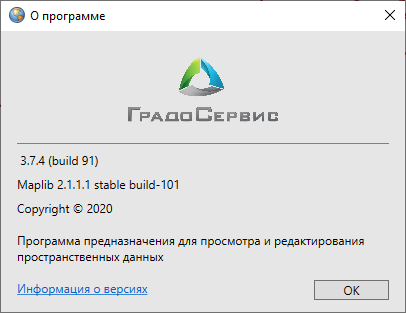 О программе
ГрадоСервис
3.7.4 (build 91)
Maplib 2.1.1.1 stable build-101
Copyright © 2020
Программа предназначения для просмотра и редактирования
пространственных данных
Информация о версиях
OK